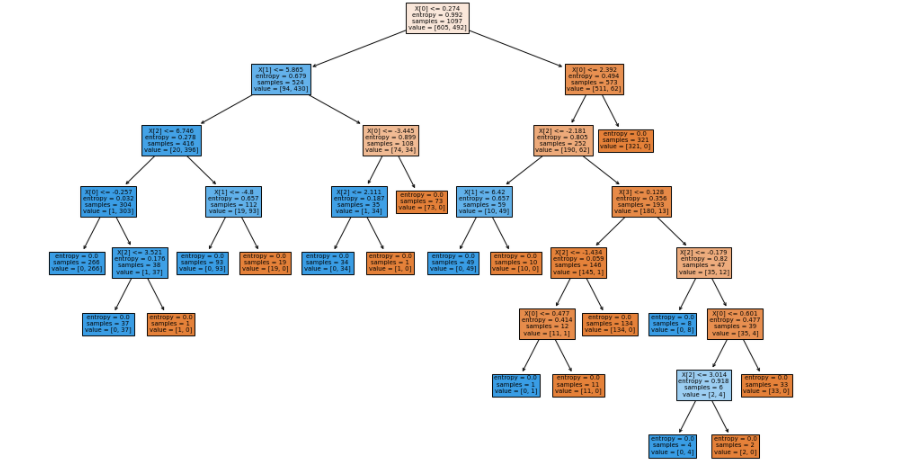 X[0] <= 0.274
entropy = 0.992
samples = 1097
value = [605, 492]
X[1] <= 5.865
entropy = 0.679
samples = 524
value = [94, 430]
X[0] <= 2.392
entropy = 0.494
samples = 573
value = [511, 62]
X[2] <= 6.746
entropy = 0.278
samples = 416
value = [20, 396]
X[0] <= -3.445
entropy = 0.899
samples = 108
value = [74, 34]
X[2] <= -2.181
entropy = 0.805
samples = 252
value = [190, 62]
entropy = 0.0
samples = 321
value = [321, 0]
X[0] <= -0.257
entropy = 0.032
samples = 304
value = [1, 303]
X[1] <= -4.8
entropy = 0.657
samples = 112
value = [19, 93]
X[2] <= 2.111
entropy = 0.187
samples = 35
value = [1, 34]
entropy = 0.0
samples = 73
value = [73, 0]
X[1] <= 6.42
entropy = 0.657
samples = 59
value = [10, 49]
X[3] <= 0.128
entropy = 0.356
samples = 193
value = [180, 13]
entropy = 0.0
samples = 266
value = [0, 266]
X[2] <= 3.521
entropy = 0.176
samples = 38
value = [1, 37]
entropy = 0.0
samples = 93
value = [0, 93]
entropy = 0.0
samples = 19
value = [19, 0]
entropy = 0.0
samples = 34
value = [0, 34]
entropy = 0.0
samples = 1
value = [1, 0]
entropy = 0.0
samples = 49
value = [0, 49]
entropy = 0.0
samples = 10
value = [10, 0]
X[2] <= -1.434
entropy = 0.059
samples = 146
value = [145, 1]
X[2] <= -0.179
entropy = 0.82
samples = 47
value = [35, 12]
entropy = 0.0
samples = 37
value = [0, 37]
entropy = 0.0
samples = 1
value = [1, 0]
X[0] <= 0.477
entropy = 0.414
samples = 12
value = [11, 1]
entropy = 0.0
samples = 134
value = [134, 0]
entropy = 0.0
samples = 8
value = [0, 8]
X[0] <= 0.601
entropy = 0.477
samples = 39
value = [35, 4]
entropy = 0.0
samples = 1
value = [0, 1]
entropy = 0.0
samples = 11
value = [11, 0]
X[2] <= 3.014
entropy = 0.918
samples = 6
value = [2, 4]
entropy = 0.0
samples = 33
value = [33, 0]
entropy = 0.0
samples = 4
value = [0, 4]
entropy = 0.0
samples = 2
value = [2, 0]